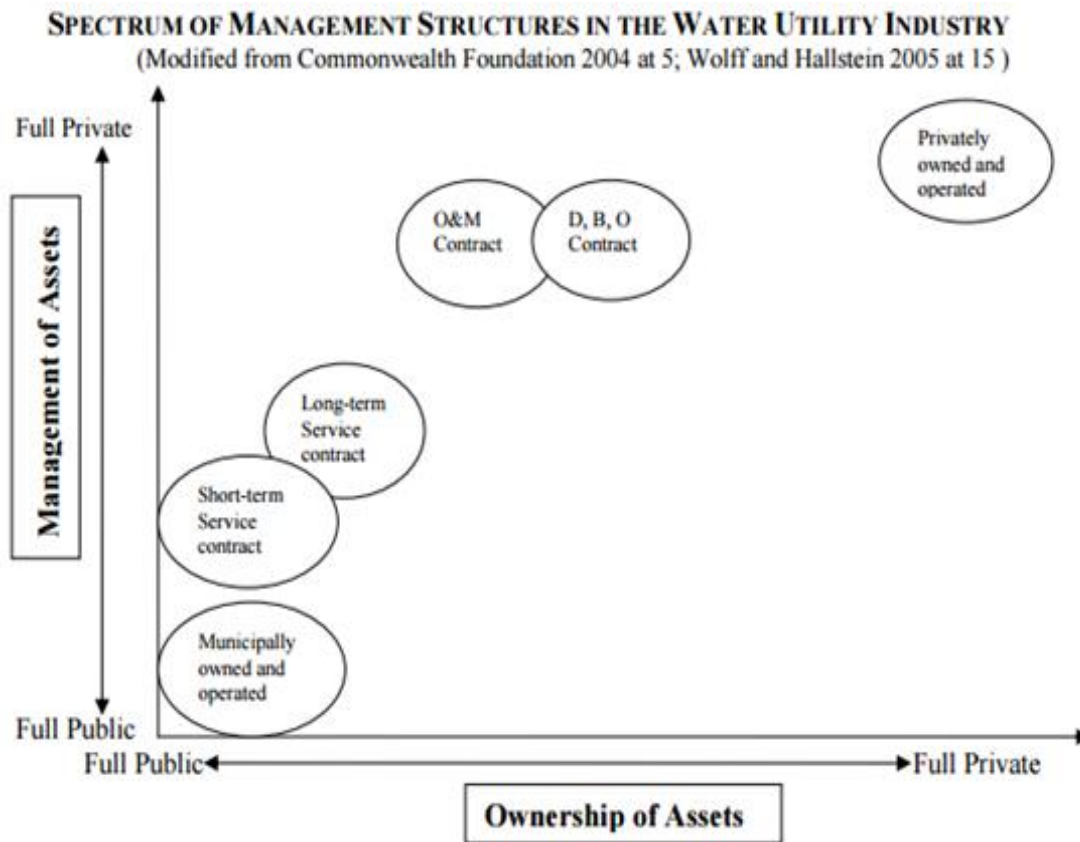 SPECTRUM OF MANAGEMENT STRUCTURES IN THE WATER UTILITY INDUSTRY
(Modified from Commonwealth Foundation 2004 at 5; Wolff and Hallstein 2005 at 15 )
Full Private
Privately
owned and
operated
O&M
Contract
D, B, O
Contract
Management of Assets
Long-term
Service
contract
Short-term
Service
contract
Municipally
owned and
operated
Full Public
Full Public
Full Private
Ownership of Assets